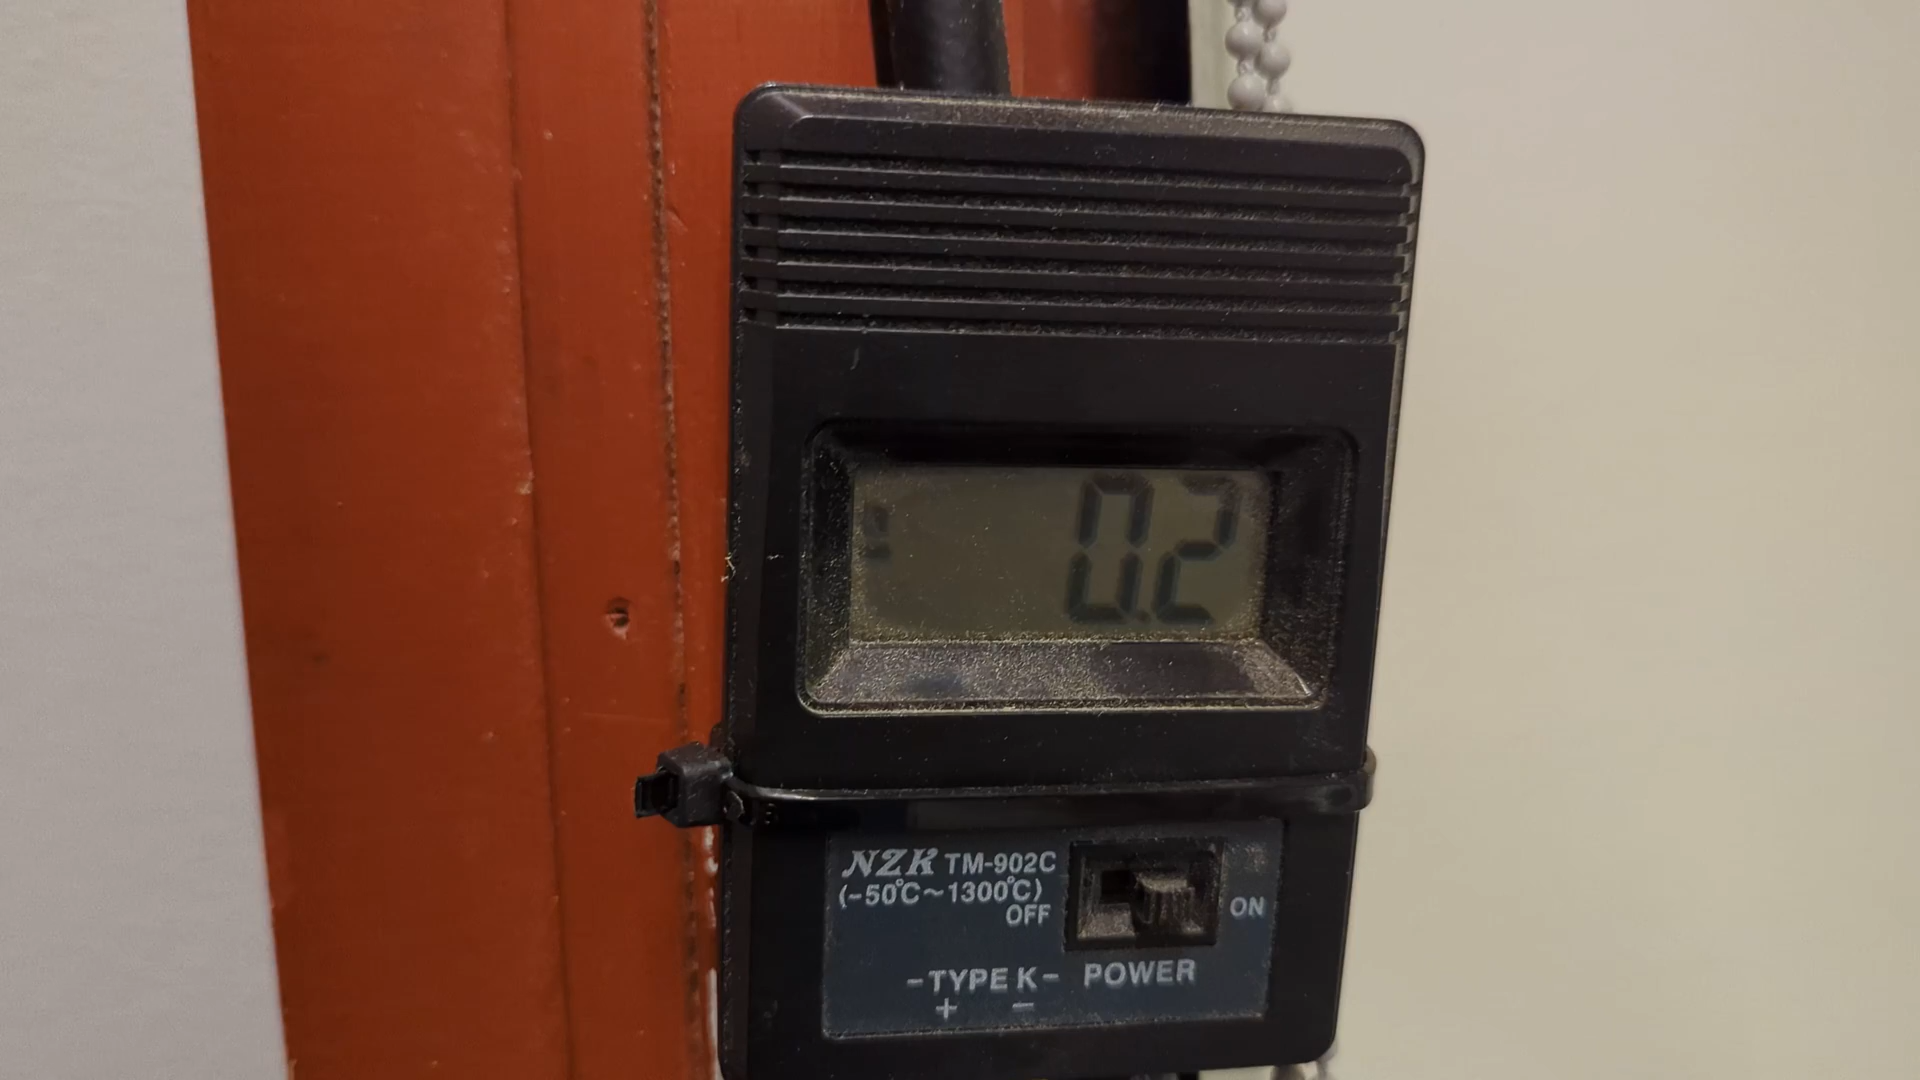 0.2
NZK TM-902C
(-50℃~1300℃)
OFF
ON
-TYPE K- POWER
+ −